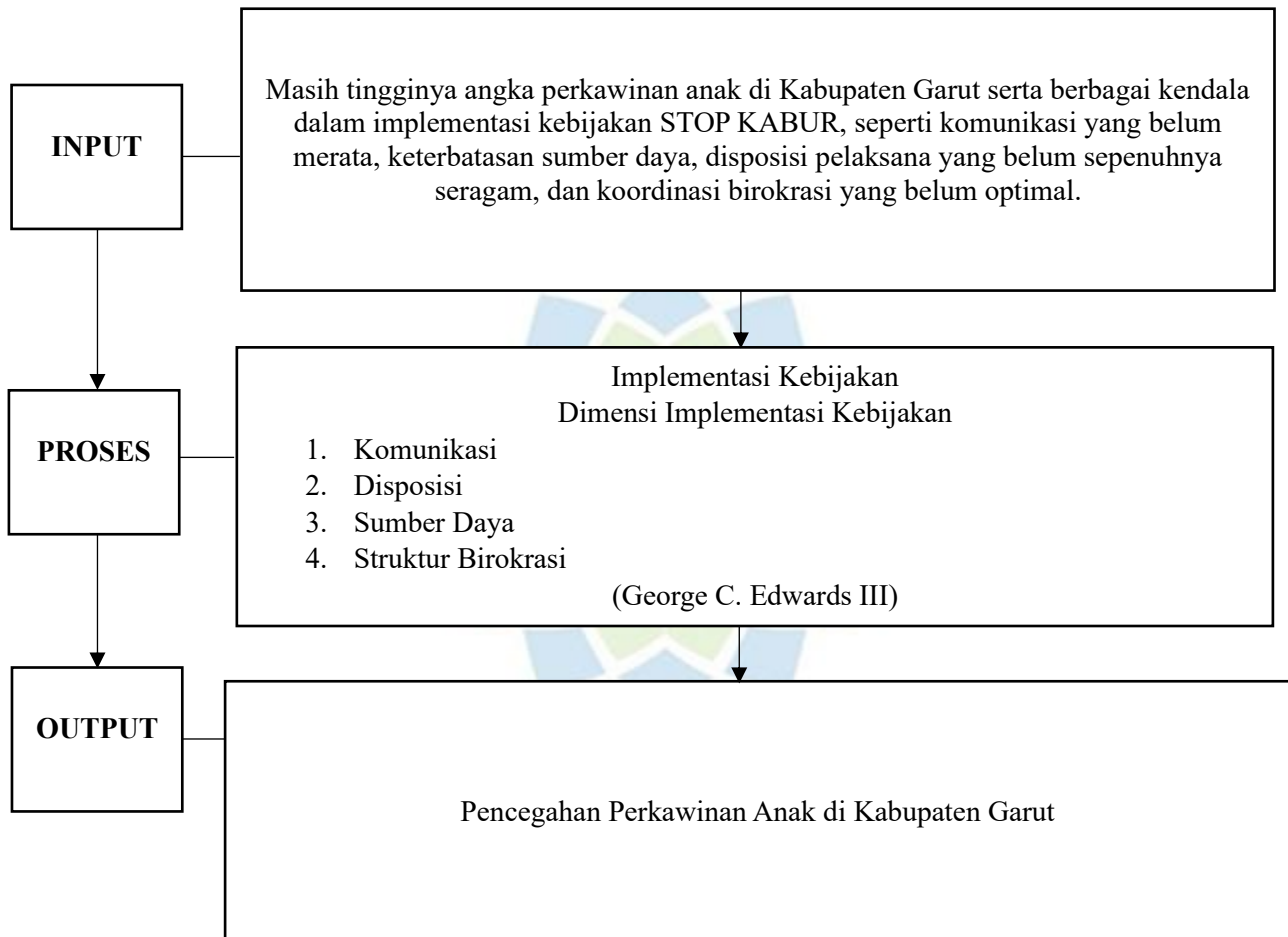 INPUT
Masih tingginya angka perkawinan anak di Kabupaten Garut serta berbagai kendala
dalam implementasi kebijakan STOP KABUR, seperti komunikasi yang belum
merata, keterbatasan sumber daya, disposisi pelaksana yang belum sepenuhnya
seragam, dan koordinasi birokrasi yang belum optimal.
PROSES
Implementasi Kebijakan
Dimensi Implementasi Kebijakan
1. Komunikasi
2. Disposisi
3. Sumber Daya
4. Struktur Birokrasi
(George C. Edwards III)
OUTPUT
Pencegahan Perkawinan Anak di Kabupaten Garut